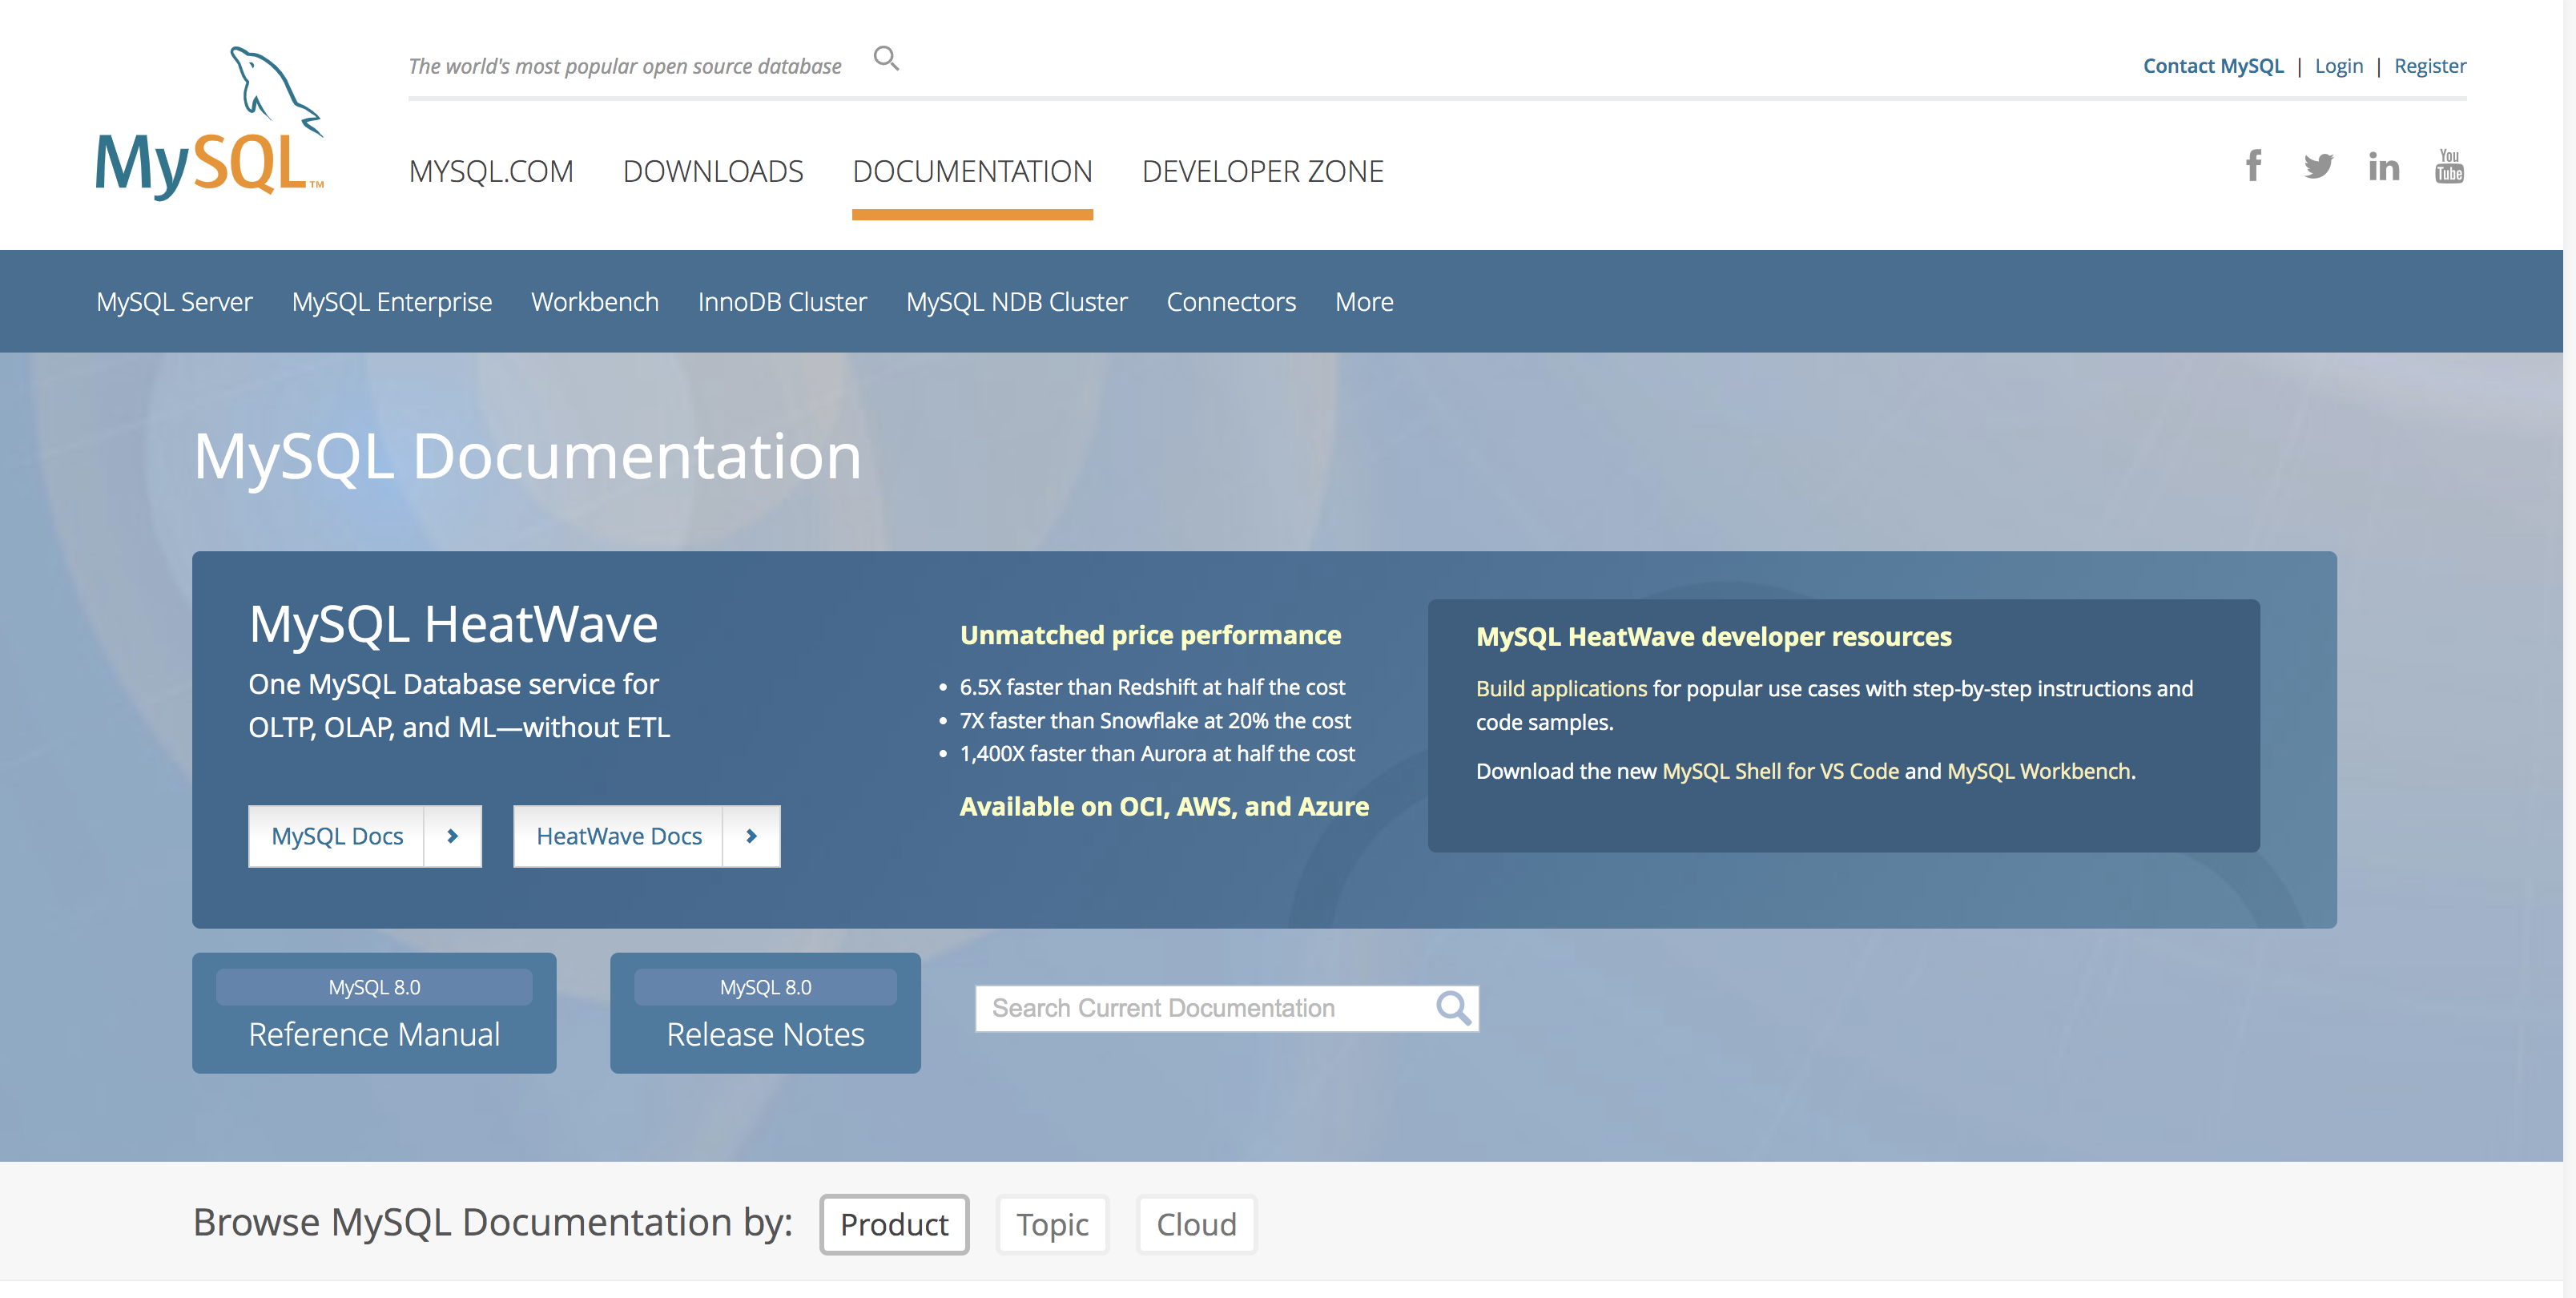 The world's most popular open source database
Contact MySQL | Login | Register
MySQL™
MYSQL.COM DOWNLOADS DOCUMENTATION DEVELOPER ZONE
f in You Tube
MySQL Server MySQL Enterprise Workbench InnoDB Cluster MySQL NDB Cluster Connectors More
MySQL Documentation
MySQL HeatWave
One MySQL Database service for
OLTP, OLAP, and ML—without ETL
MySQL Docs
HeatWave Docs
Unmatched price performance
• 6.5X faster than Redshift at half the cost
• 7X faster than Snowflake at 20% the cost
• 1,400X faster than Aurora at half the cost
Available on OCI, AWS, and Azure
MySQL HeatWave developer resources
Build applications for popular use cases with step-by-step instructions and
code samples.
Download the new MySQL Shell for VS Code and MySQL Workbench.
MySQL 8.0
Reference Manual
MySQL 8.0
Release Notes
Search Current Documentation
Browse MySQL Documentation by: Product Topic Cloud